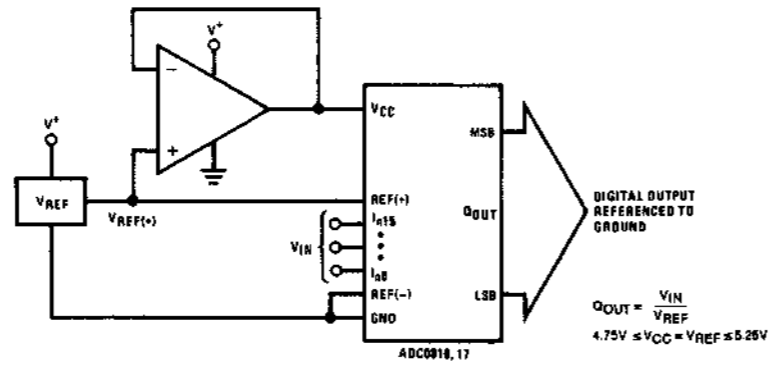 V+
V+
−
+
VCC
MSB
VREF
VREF(+)
REF(+)
In15
VIN
In0
REF(−)
GND
QOUT
LSB
DIGITAL OUTPUT
REFERENCED TO
GROUND
QOUT = VIN / VREF
4.75V ≤ VCC = VREF ≤ 5.25V
ADC0816, 17